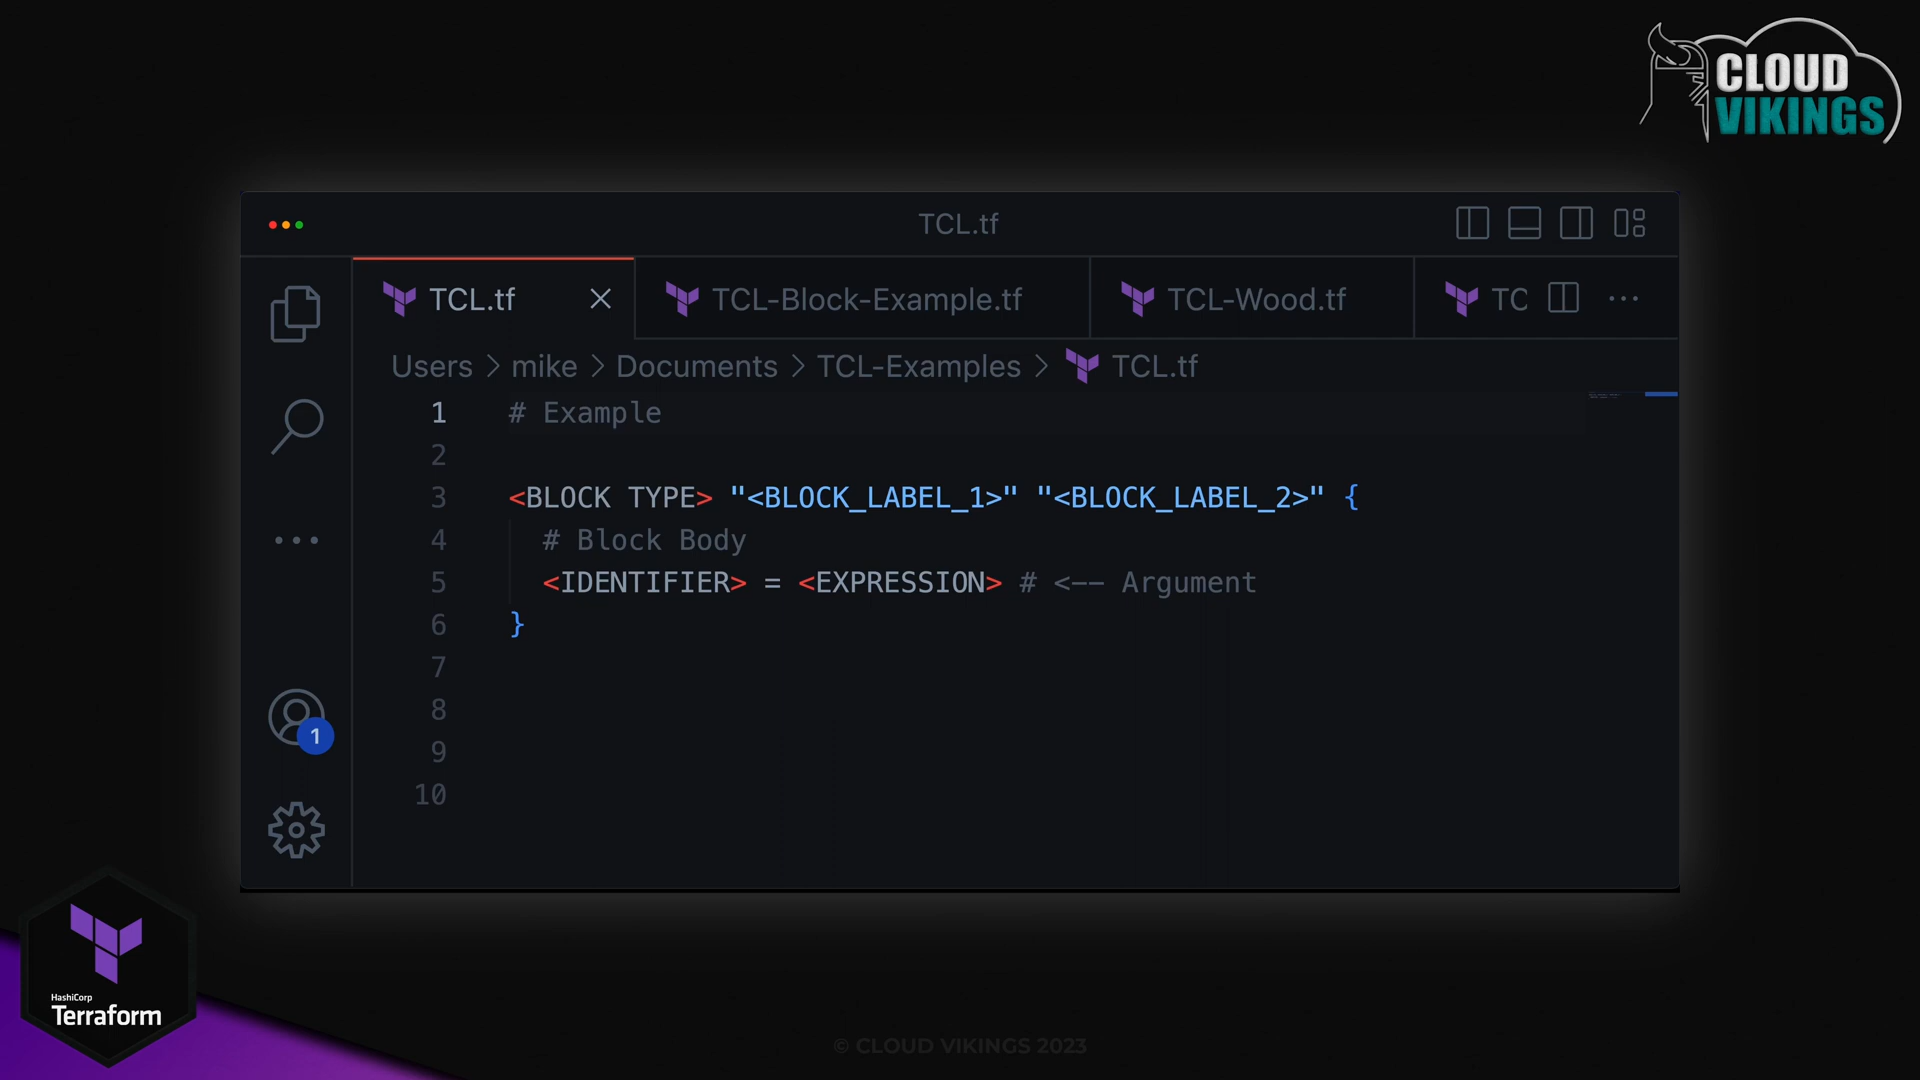 CLOUD
VIKINGS
TCL.tf
TCL.tf
TCL-Block-Example.tf
TCL-Wood.tf
TC
Users > mike > Documents > TCL-Examples > TCL.tf
1 # Example
2
3 <BLOCK TYPE> "<BLOCK_LABEL_1>" "<BLOCK_LABEL_2>" {
4 # Block Body
5 <IDENTIFIER> = <EXPRESSION> # <-- Argument
6 }
7
8
9
10
1
HashiCorp
Terraform
© CLOUD VIKINGS 2023